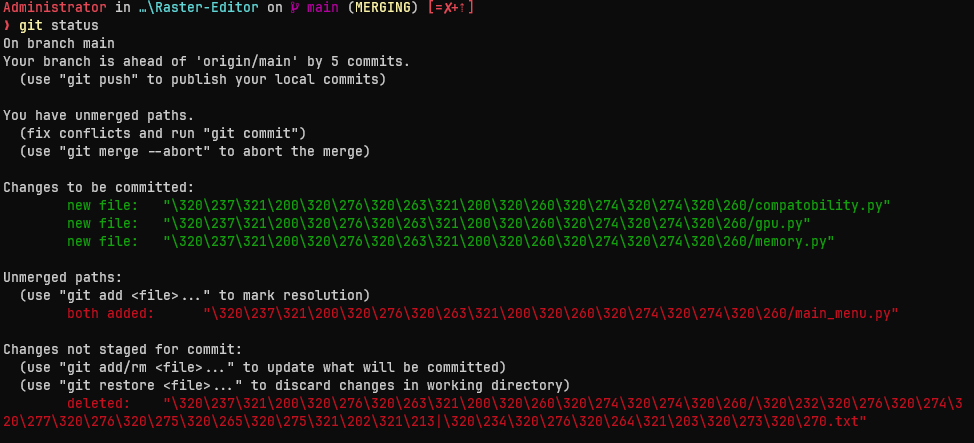 Administrator in …\Raster-Editor on main (MERGING) [=✗+↑]
❯ git status
On branch main
Your branch is ahead of 'origin/main' by 5 commits.
(use "git push" to publish your local commits)
You have unmerged paths.
(fix conflicts and run "git commit")
(use "git merge --abort" to abort the merge)
Changes to be committed:
new file: "\320\237\321\200\320\276\320\263\321\200\320\260\320\274\320\274\320\260/compatobility.py"
new file: "\320\237\321\200\320\276\320\263\321\200\320\260\320\274\320\274\320\260/gpu.py"
new file: "\320\237\321\200\320\276\320\263\321\200\320\260\320\274\320\274\320\260/memory.py"
Unmerged paths:
(use "git add <file>..." to mark resolution)
both added: "\320\237\321\200\320\276\320\263\321\200\320\260\320\274\320\274\320\260/main_menu.py"
Changes not staged for commit:
(use "git add/rm <file>..." to update what will be committed)
(use "git restore <file>..." to discard changes in working directory)
deleted: "\320\237\321\200\320\276\320\263\321\200\320\260\320\274\320\274\320\260/\320\232\320\276\320\274\3
20\277\320\276\320\275\320\265\320\275\321\202\321\213|\320\234\320\276\320\264\321\203\320\273\320\270.txt"